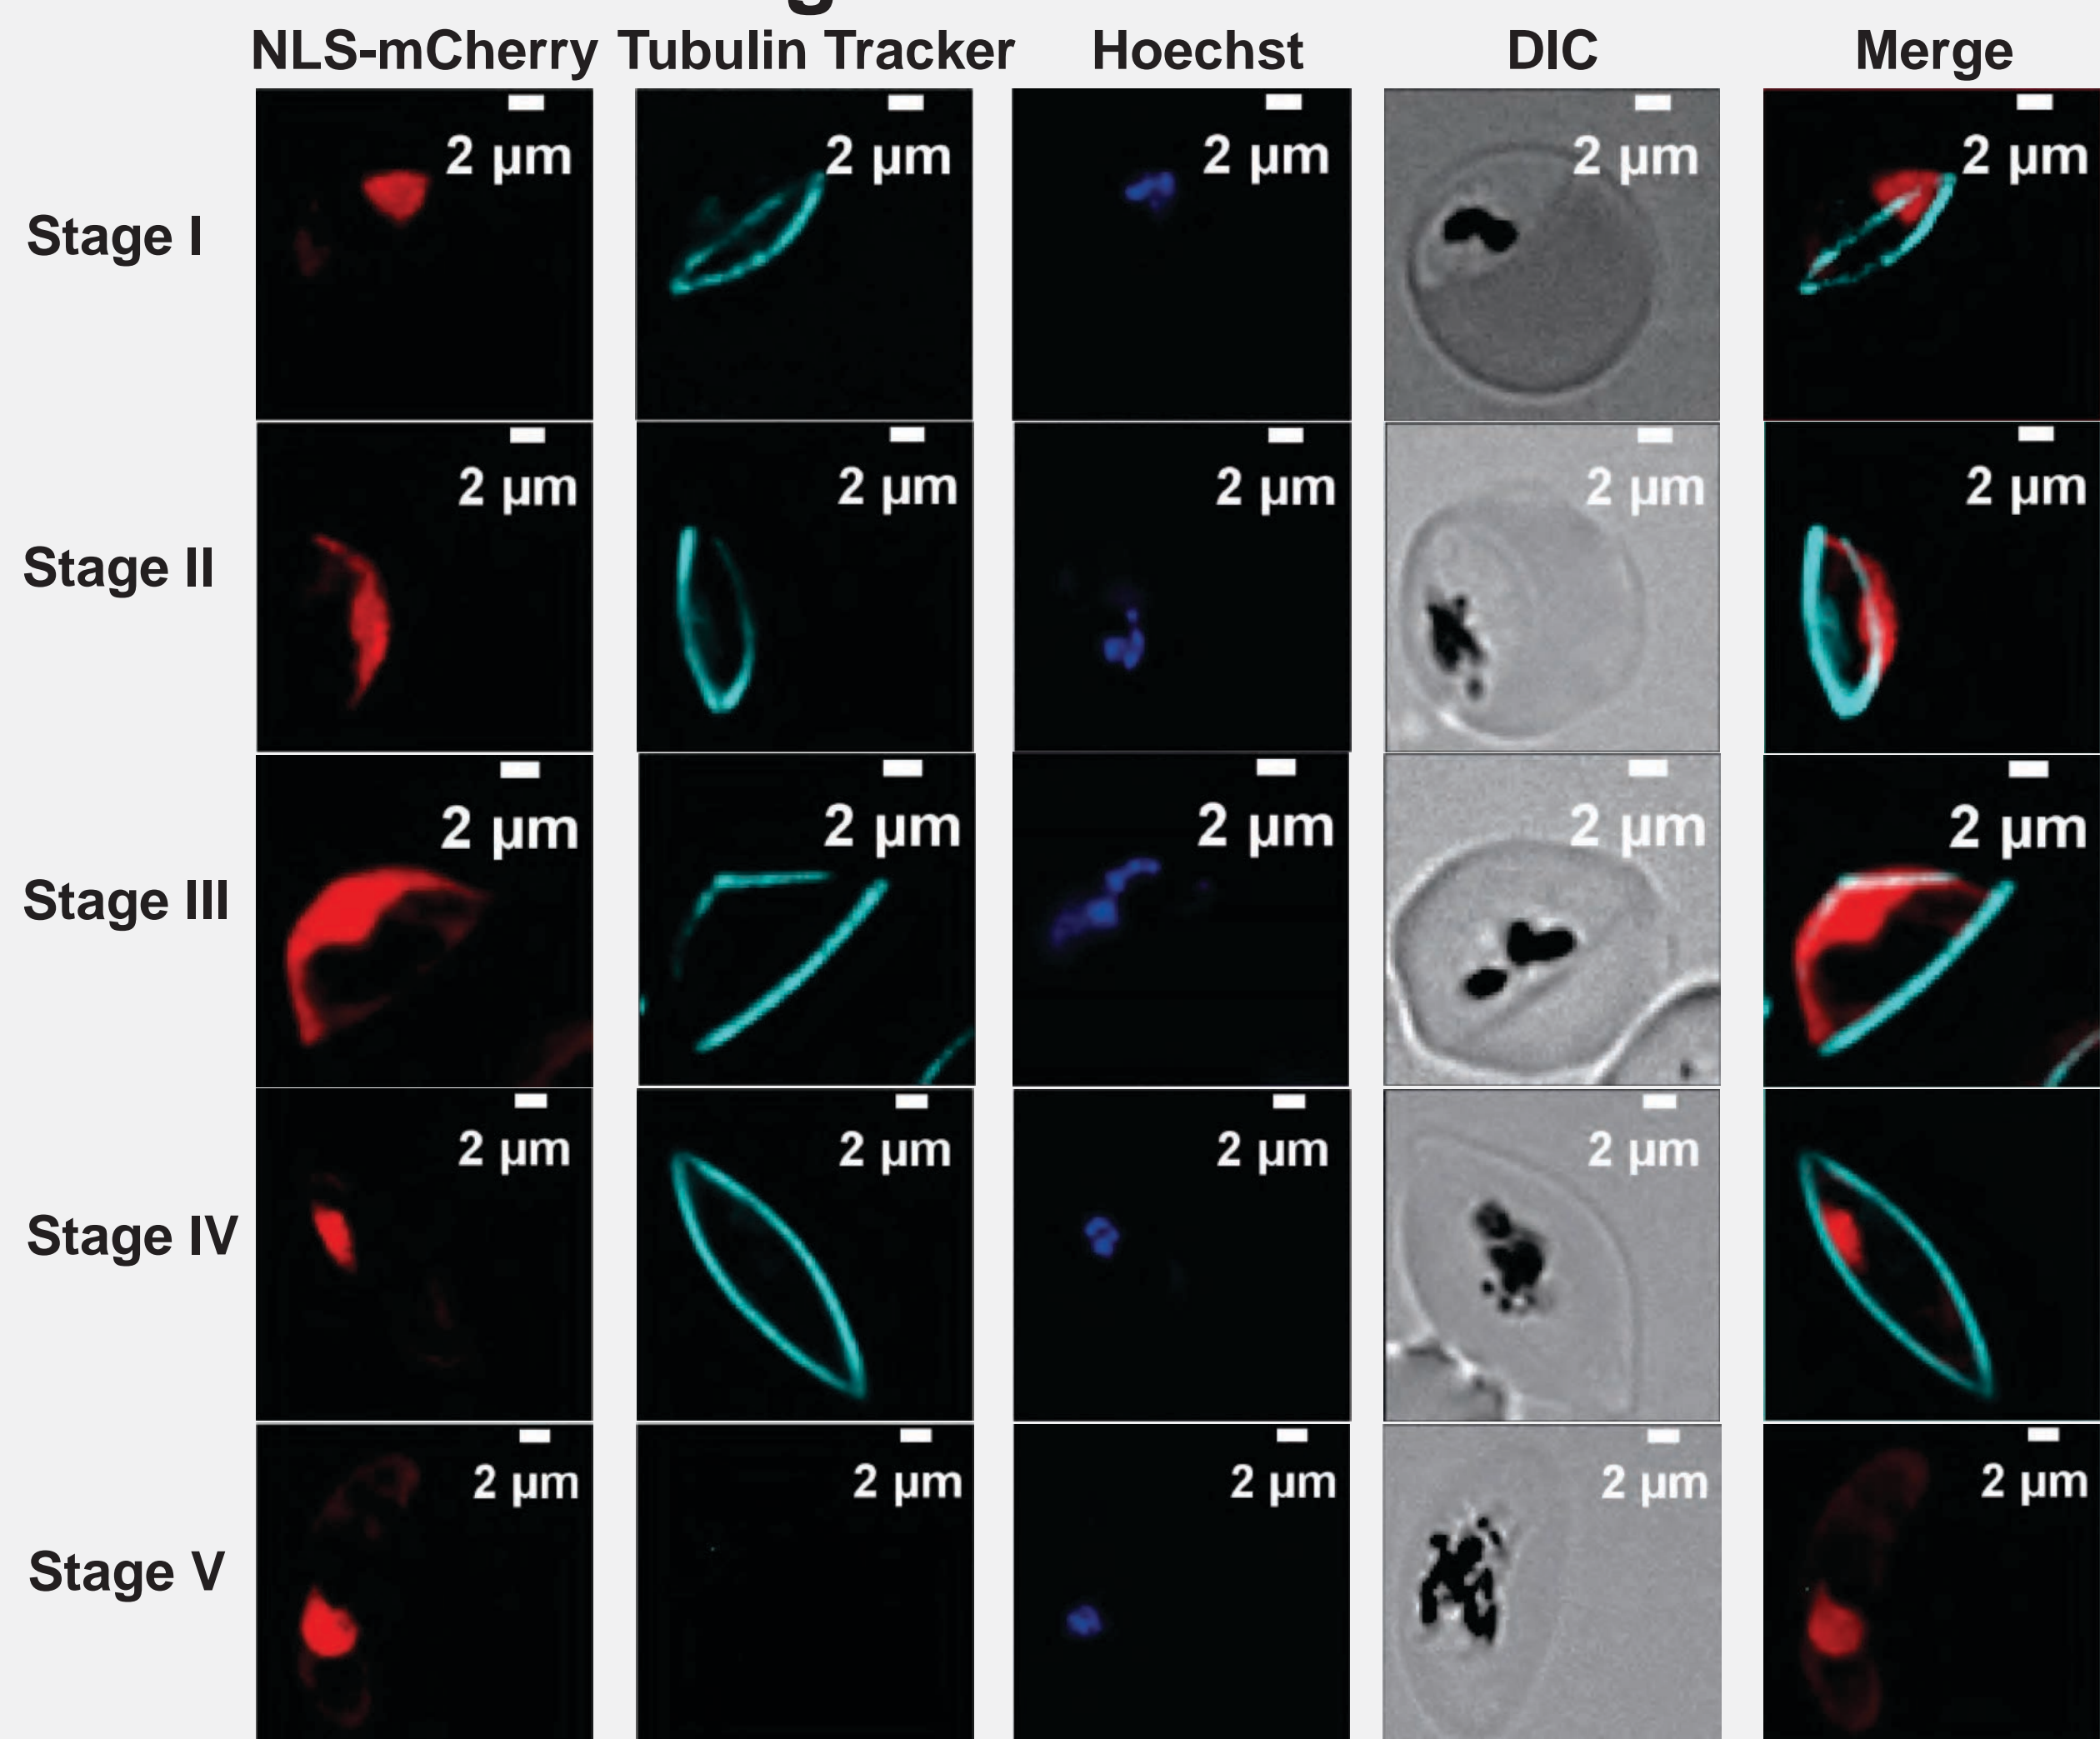 NLS-mCherry Tubulin Tracker Hoechst DIC Merge
Stage I 2 µm 2 µm 2 µm 2 µm 2 µm
Stage II 2 µm 2 µm 2 µm 2 µm 2 µm
Stage III 2 µm 2 µm 2 µm 2 µm 2 µm
Stage IV 2 µm 2 µm 2 µm 2 µm 2 µm
Stage V 2 µm 2 µm 2 µm 2 µm 2 µm